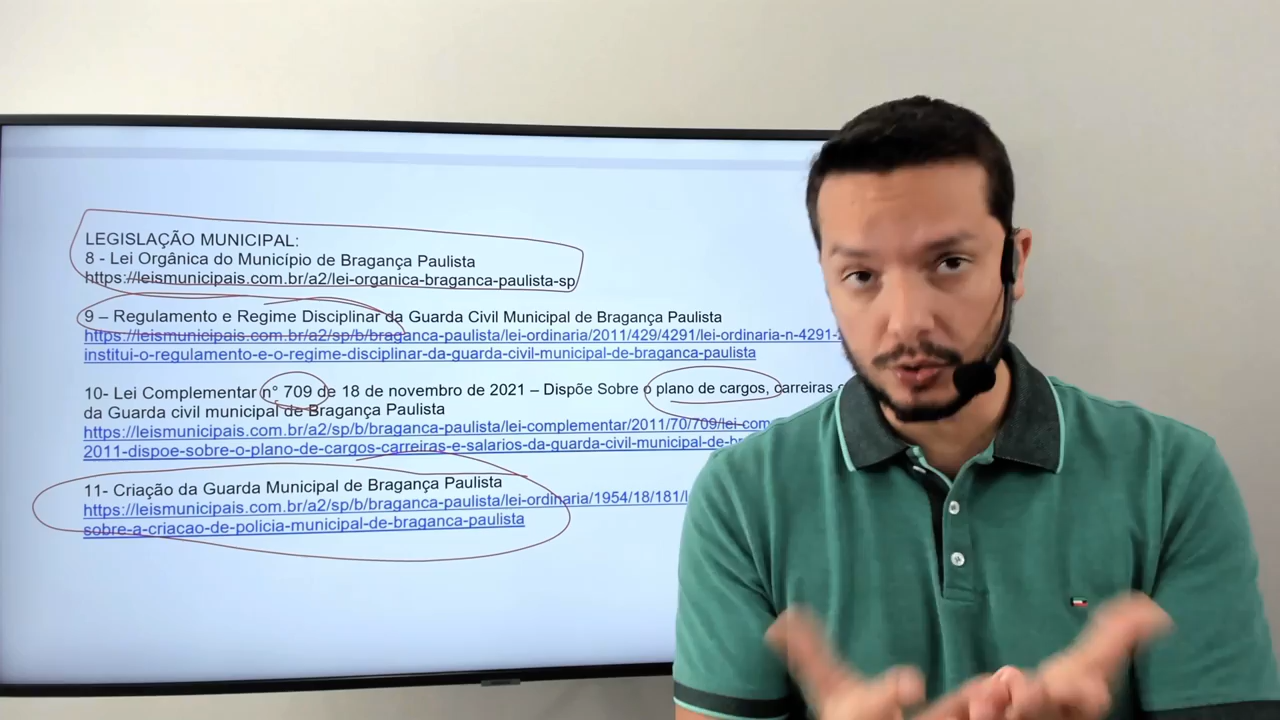 LEGISLAÇÃO MUNICIPAL:
8 - Lei Orgânica do Município de Bragança Paulista
https://leismunicipais.com.br/a2/lei-organica-braganca-paulista-sp
9 – Regulamento e Regime Disciplinar da Guarda Civil Municipal de Bragança Paulista
https://leismunicipais.com.br/a2/sp/b/braganca-paulista/lei-ordinaria/2011/429/4291/lei-ordinaria-n-4291-2
institui-o-regulamento-e-o-regime-disciplinar-da-guarda-civil-municipal-de-braganca-paulista
10- Lei Complementar n° 709 de 18 de novembro de 2021 – Dispõe Sobre o plano de cargos, carreiras
da Guarda civil municipal de Bragança Paulista
https://leismunicipais.com.br/a2/sp/b/braganca-paulista/lei-complementar/2011/70/709/lei-com
2011-dispoe-sobre-o-plano-de-cargos-carreiras-e-salarios-da-guarda-civil-municipal-de-br
11- Criação da Guarda Municipal de Bragança Paulista
https://leismunicipais.com.br/a2/sp/b/braganca-paulista/lei-ordinaria/1954/18/181/l
sobre-a-criacao-de-policia-municipal-de-braganca-paulista